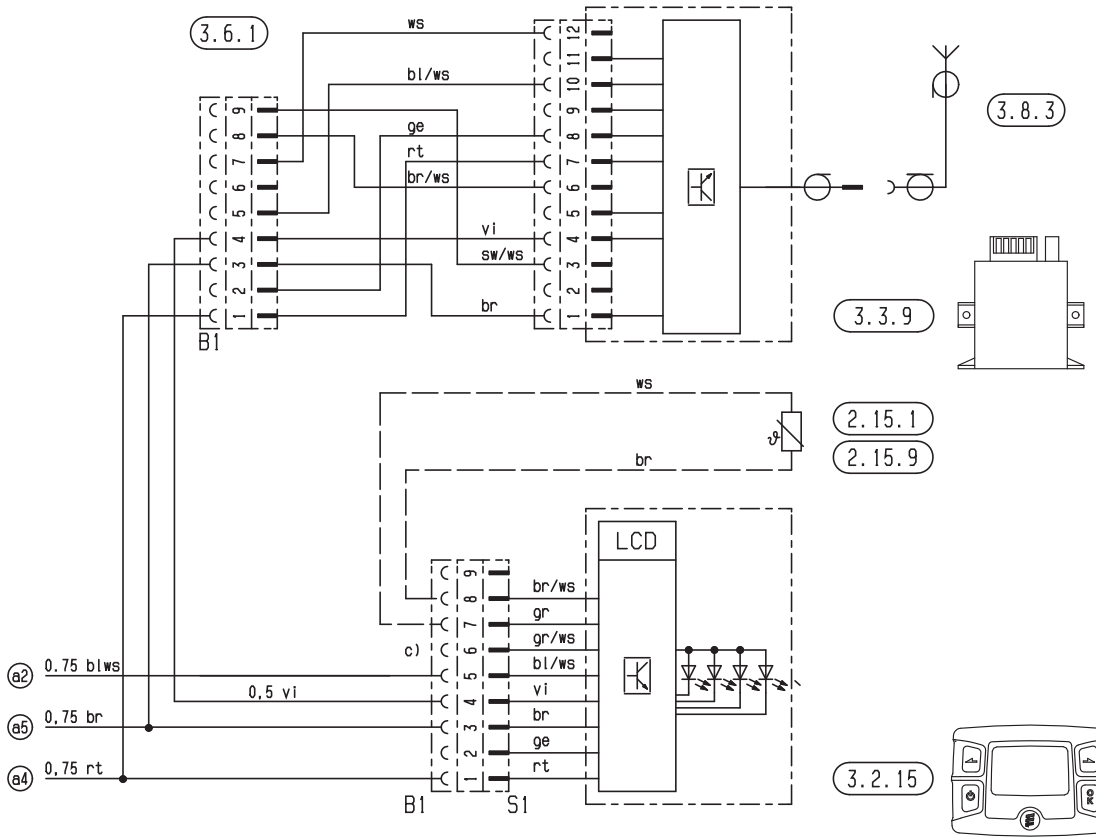 3.6.1
ws
bl/ws
ge
rt
br/ws
vi
sw/ws
br
9
8
7
6
5
4
3
2
1
B1
12
11
10
9
8
7
6
5
4
3
2
1
3.8.3
3.3.9
ws
ϑ
br
2.15.1
2.15.9
LCD
9
8
7
6
5
4
3
2
1
c)
br/ws
gr
gr/ws
bl/ws
vi
br
ge
rt
B1
S1
a2 0.75 blws
0,5 vi
a5 0,75 br
a4 0,75 rt
3.2.15
OK